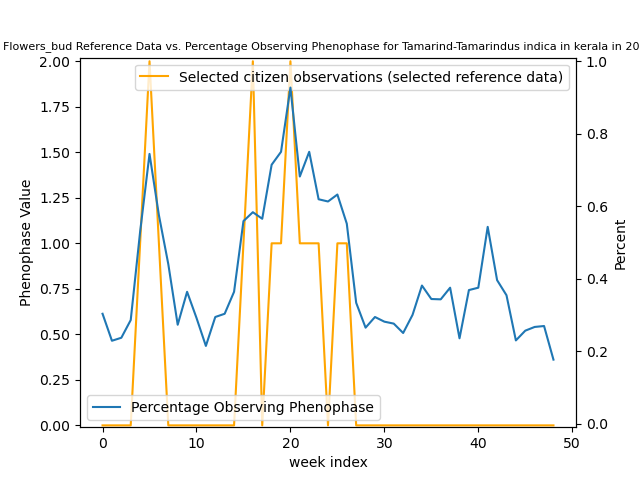 Flowers_bud Reference Data vs. Percentage Observing Phenophase for Tamarind-Tamarindus indica in kerala in 20
Selected citizen observations (selected reference data)
2.00
1.75
1.50
1.25
1.00
0.75
0.50
0.25
0.00
Phenophase Value
1.0
0.8
0.6
0.4
0.2
0.0
Percent
Percentage Observing Phenophase
0 10 20 30 40 50
week index